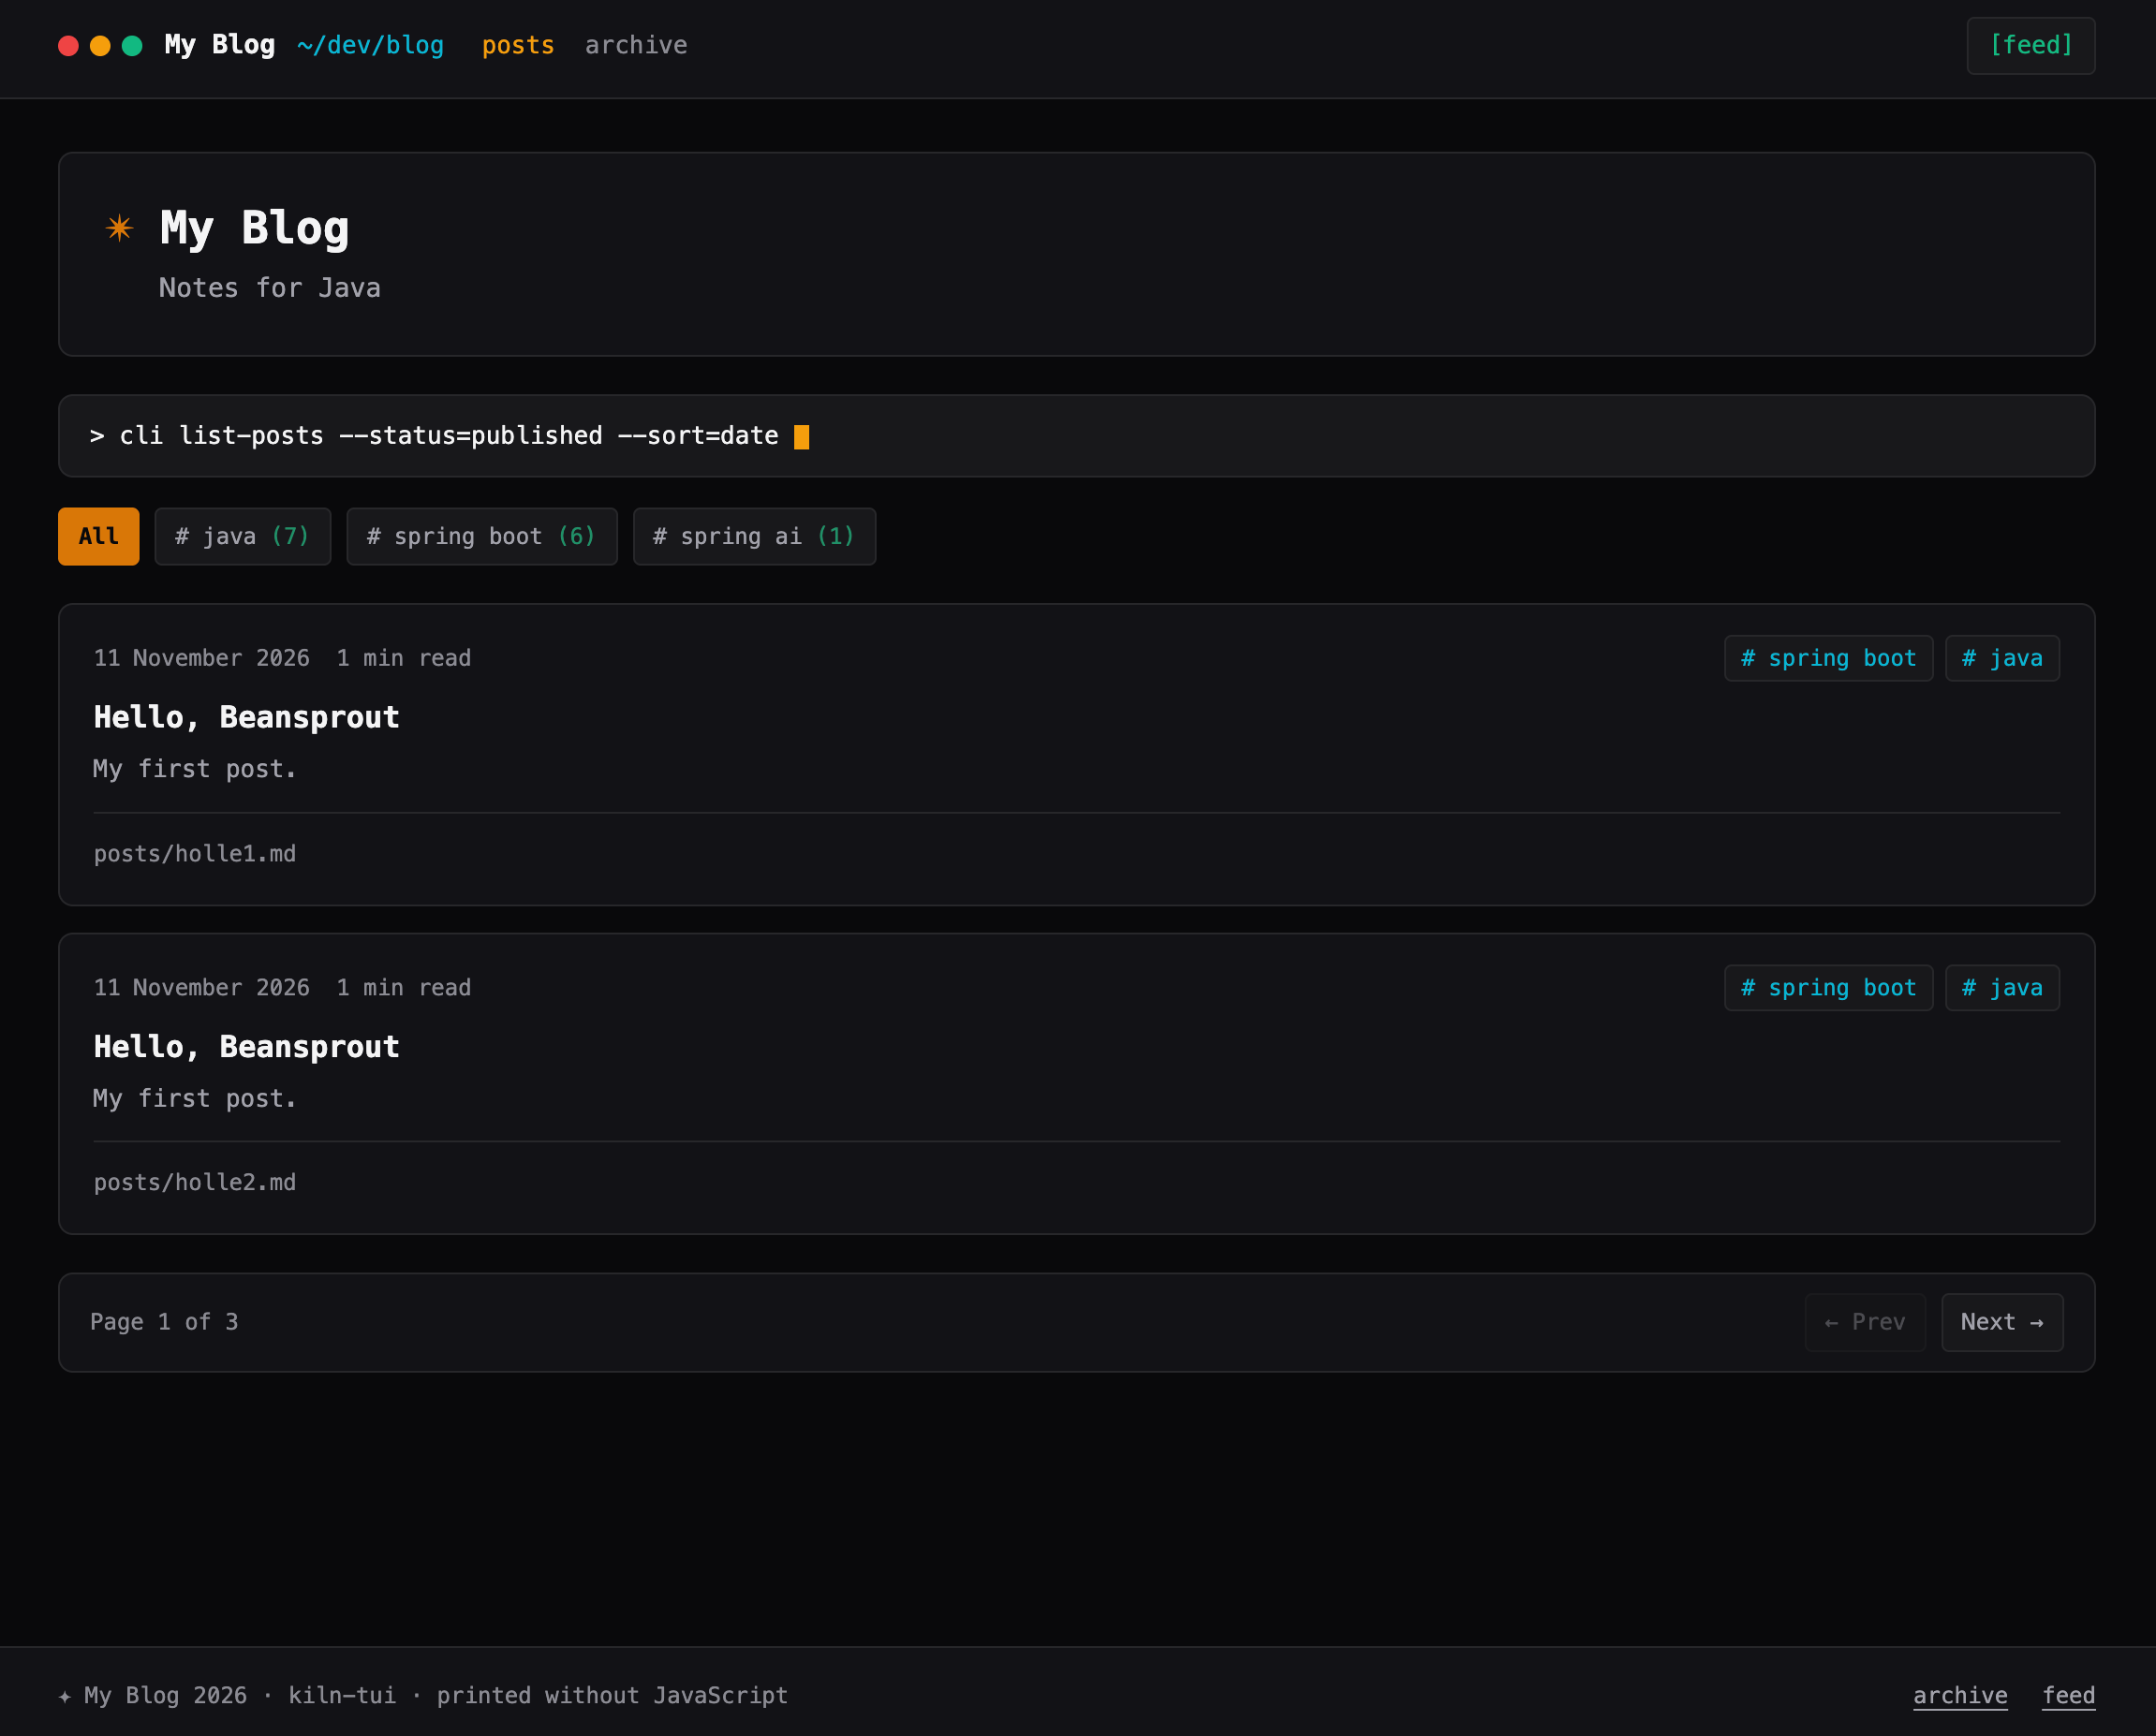 My Blog ~/dev/blog posts archive [feed]
My Blog
Notes for Java
> cli list-posts --status=published --sort=date
All # java (7) # spring boot (6) # spring ai (1)
11 November 2026 1 min read # spring boot # java
Hello, Beansprout
My first post.
posts/holle1.md
11 November 2026 1 min read # spring boot # java
Hello, Beansprout
My first post.
posts/holle2.md
Page 1 of 3 ← Prev Next →
✦ My Blog 2026 · kiln-tui · printed without JavaScript archive feed